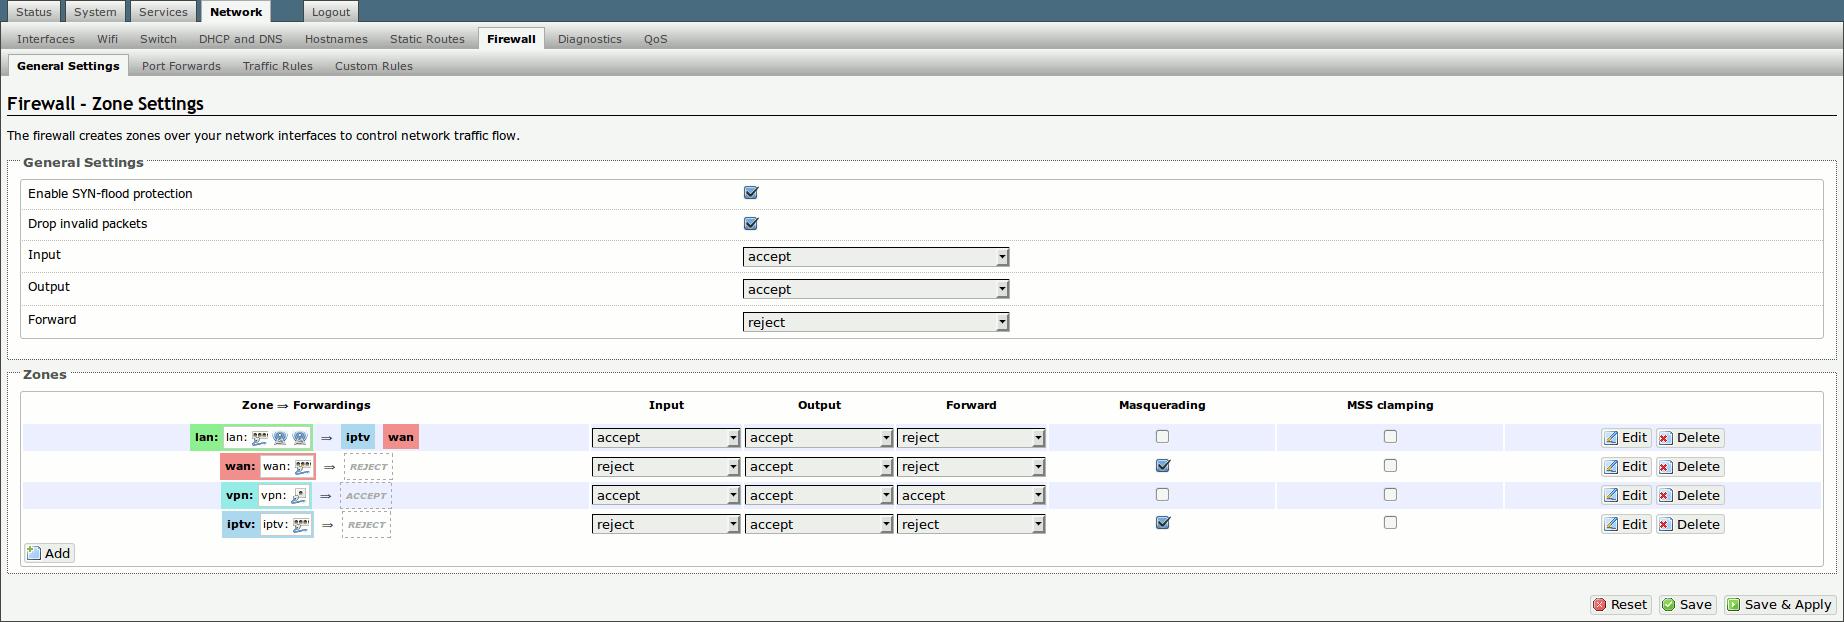 Status System Services Network Logout
Interfaces Wifi Switch DHCP and DNS Hostnames Static Routes Firewall Diagnostics QoS
General Settings Port Forwards Traffic Rules Custom Rules
Firewall - Zone Settings
The firewall creates zones over your network interfaces to control network traffic flow.
General Settings
Enable SYN-flood protection
Drop invalid packets
Input accept
Output accept
Forward reject
Zones
Zone ⇒ Forwardings Input Output Forward Masquerading MSS clamping
lan: lan: ⇒ iptv wan accept accept reject Edit Delete
wan: wan: ⇒ REJECT reject accept reject Edit Delete
vpn: vpn: ⇒ ACCEPT accept accept accept Edit Delete
iptv: iptv: ⇒ REJECT reject accept reject Edit Delete
Add
Reset Save Save & Apply